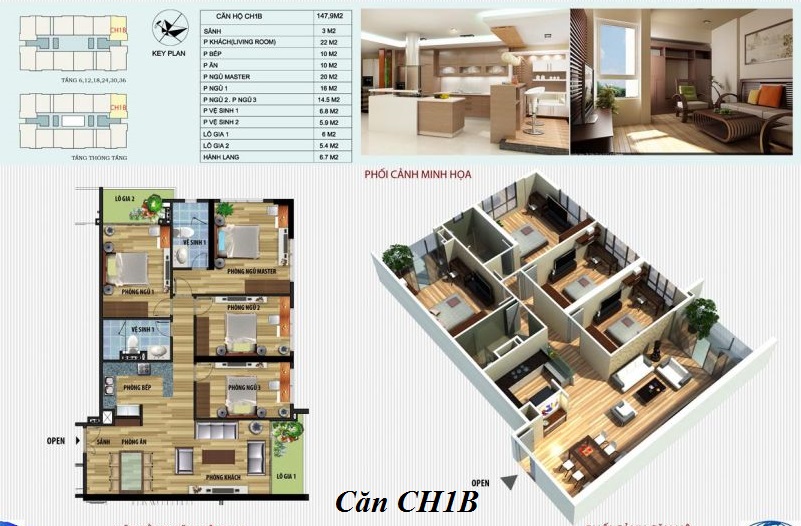 CH1B
KEY PLAN
TẦNG 6,12,18,24,30,36
CH1B
TẦNG THÔNG TẦNG
CĂN HỘ CH1B 147,9M2
SẢNH 3 M2
P KHÁCH(LIVING ROOM) 22 M2
P BẾP 10 M2
P ĂN 10 M2
P NGỦ MASTER 20 M2
P NGỦ 1 16 M2
P NGỦ 2. P NGỦ 3 14.5 M2
P VỆ SINH 1 6.8 M2
P VỆ SINH 2 5.9 M2
LÔ GIA 1 6 M2
LÔ GIA 2 5.4 M2
HÀNH LANG 6.7 M2
PHỐI CẢNH MINH HỌA
LÔ GIA 2
VỆ SINH 1
PHÒNG NGỦ MASTER
PHÒNG NGỦ 1
PHÒNG NGỦ 2
VỆ SINH 1
PHÒNG BẾP
PHÒNG NGỦ 3
OPEN
SẢNH
PHÒNG ĂN
PHÒNG KHÁCH
LÔ GIA 1
OPEN
Căn CH1B